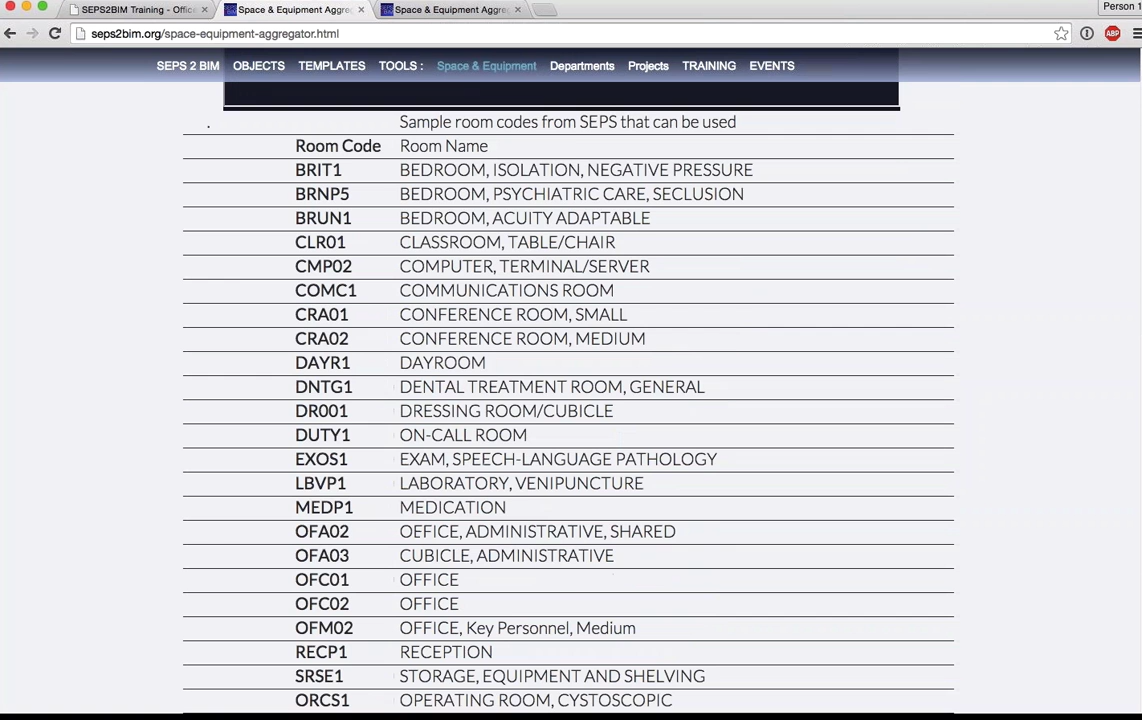 SEPS2BIM Training - Office
Space & Equipment Aggreg
Space & Equipment Aggreg
Person 1
seps2bim.org/space-equipment-aggregator.html
ABP
SEPS 2 BIM OBJECTS TEMPLATES TOOLS : Space & Equipment Departments Projects TRAINING EVENTS
. Sample room codes from SEPS that can be used
Room Code Room Name
BRIT1 BEDROOM, ISOLATION, NEGATIVE PRESSURE
BRNP5 BEDROOM, PSYCHIATRIC CARE, SECLUSION
BRUN1 BEDROOM, ACUITY ADAPTABLE
CLR01 CLASSROOM, TABLE/CHAIR
CMP02 COMPUTER, TERMINAL/SERVER
COMC1 COMMUNICATIONS ROOM
CRA01 CONFERENCE ROOM, SMALL
CRA02 CONFERENCE ROOM, MEDIUM
DAYR1 DAYROOM
DNTG1 DENTAL TREATMENT ROOM, GENERAL
DR001 DRESSING ROOM/CUBICLE
DUTY1 ON-CALL ROOM
EXOS1 EXAM, SPEECH-LANGUAGE PATHOLOGY
LBVP1 LABORATORY, VENIPUNCTURE
MEDP1 MEDICATION
OFA02 OFFICE, ADMINISTRATIVE, SHARED
OFA03 CUBICLE, ADMINISTRATIVE
OFC01 OFFICE
OFC02 OFFICE
OFM02 OFFICE, Key Personnel, Medium
RECP1 RECEPTION
SRSE1 STORAGE, EQUIPMENT AND SHELVING
ORCS1 OPERATING ROOM, CYSTOSCOPIC